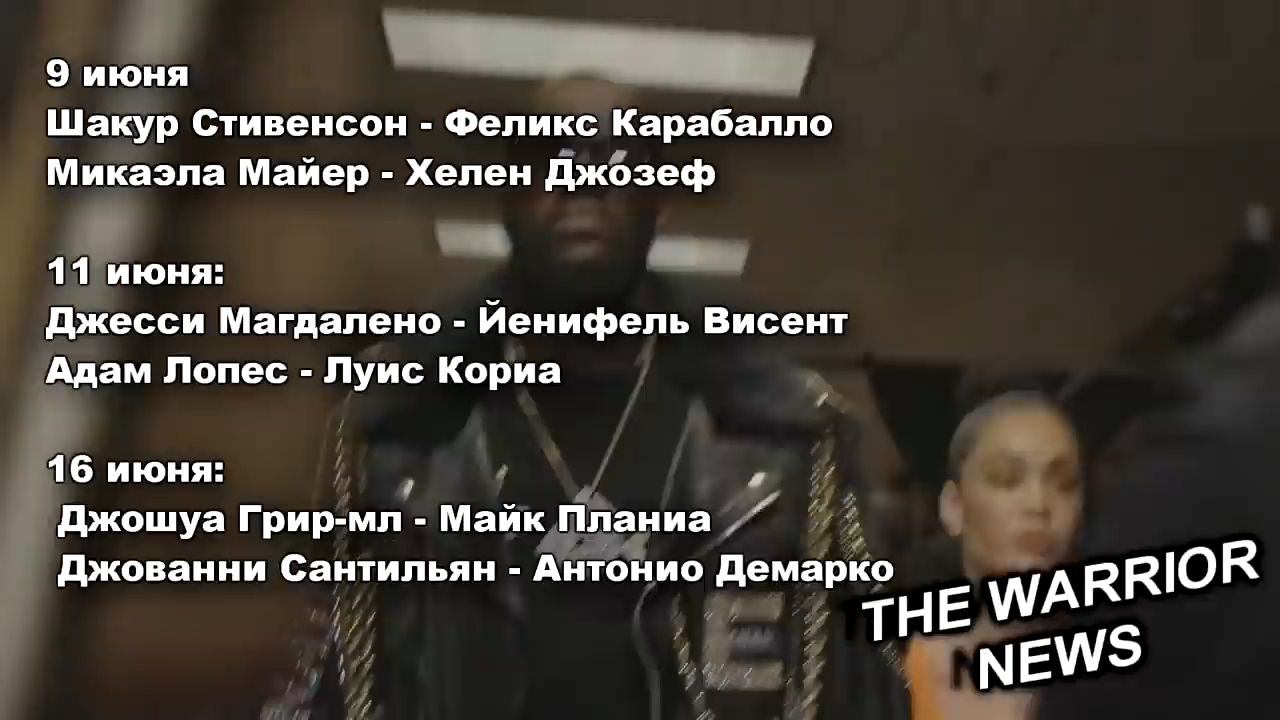 9 июня
Шакур Стивенсон - Феликс Карабалло
Микаэла Майер - Хелен Джозеф
11 июня:
Джесси Магдалено - Йенифель Висент
Адам Лопес - Луис Кориа
16 июня:
Джошуа Грир-мл - Майк Планиа
Джованни Сантильян - Антонио Демарко
THE WARRIOR
NEWS